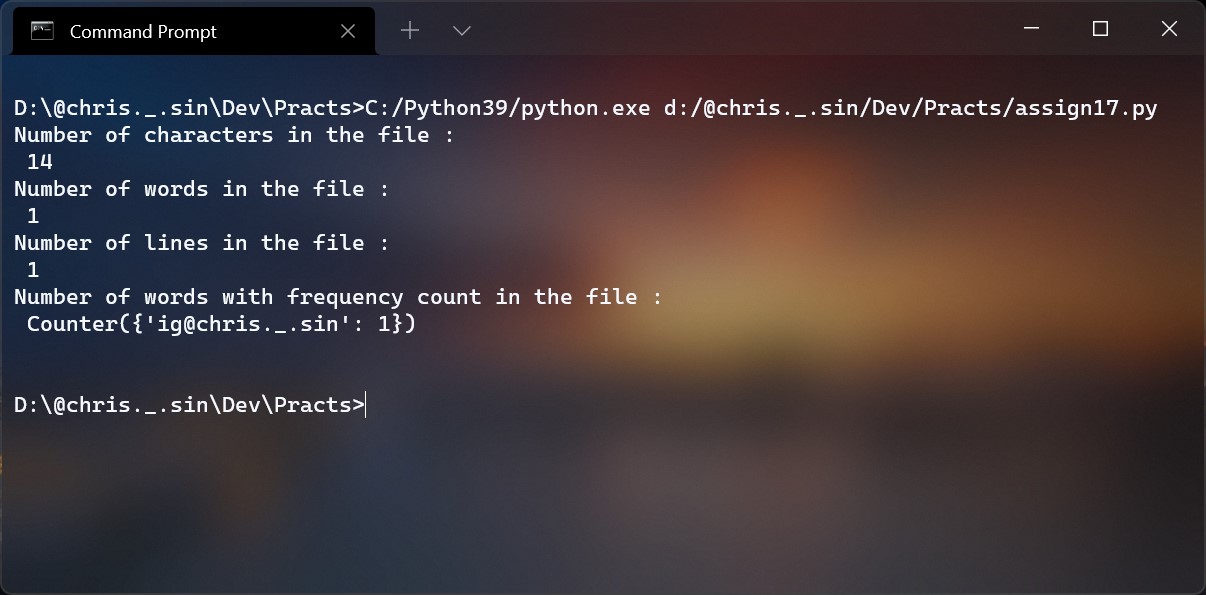 Command Prompt
D:\@chris._.sin\Dev\Practs>C:/Python39/python.exe d:/@chris._.sin/Dev/Practs/assign17.py
Number of characters in the file :
 14
Number of words in the file :
 1
Number of lines in the file :
 1
Number of words with frequency count in the file :
 Counter({'ig@chris._.sin': 1})
D:\@chris._.sin\Dev\Practs>